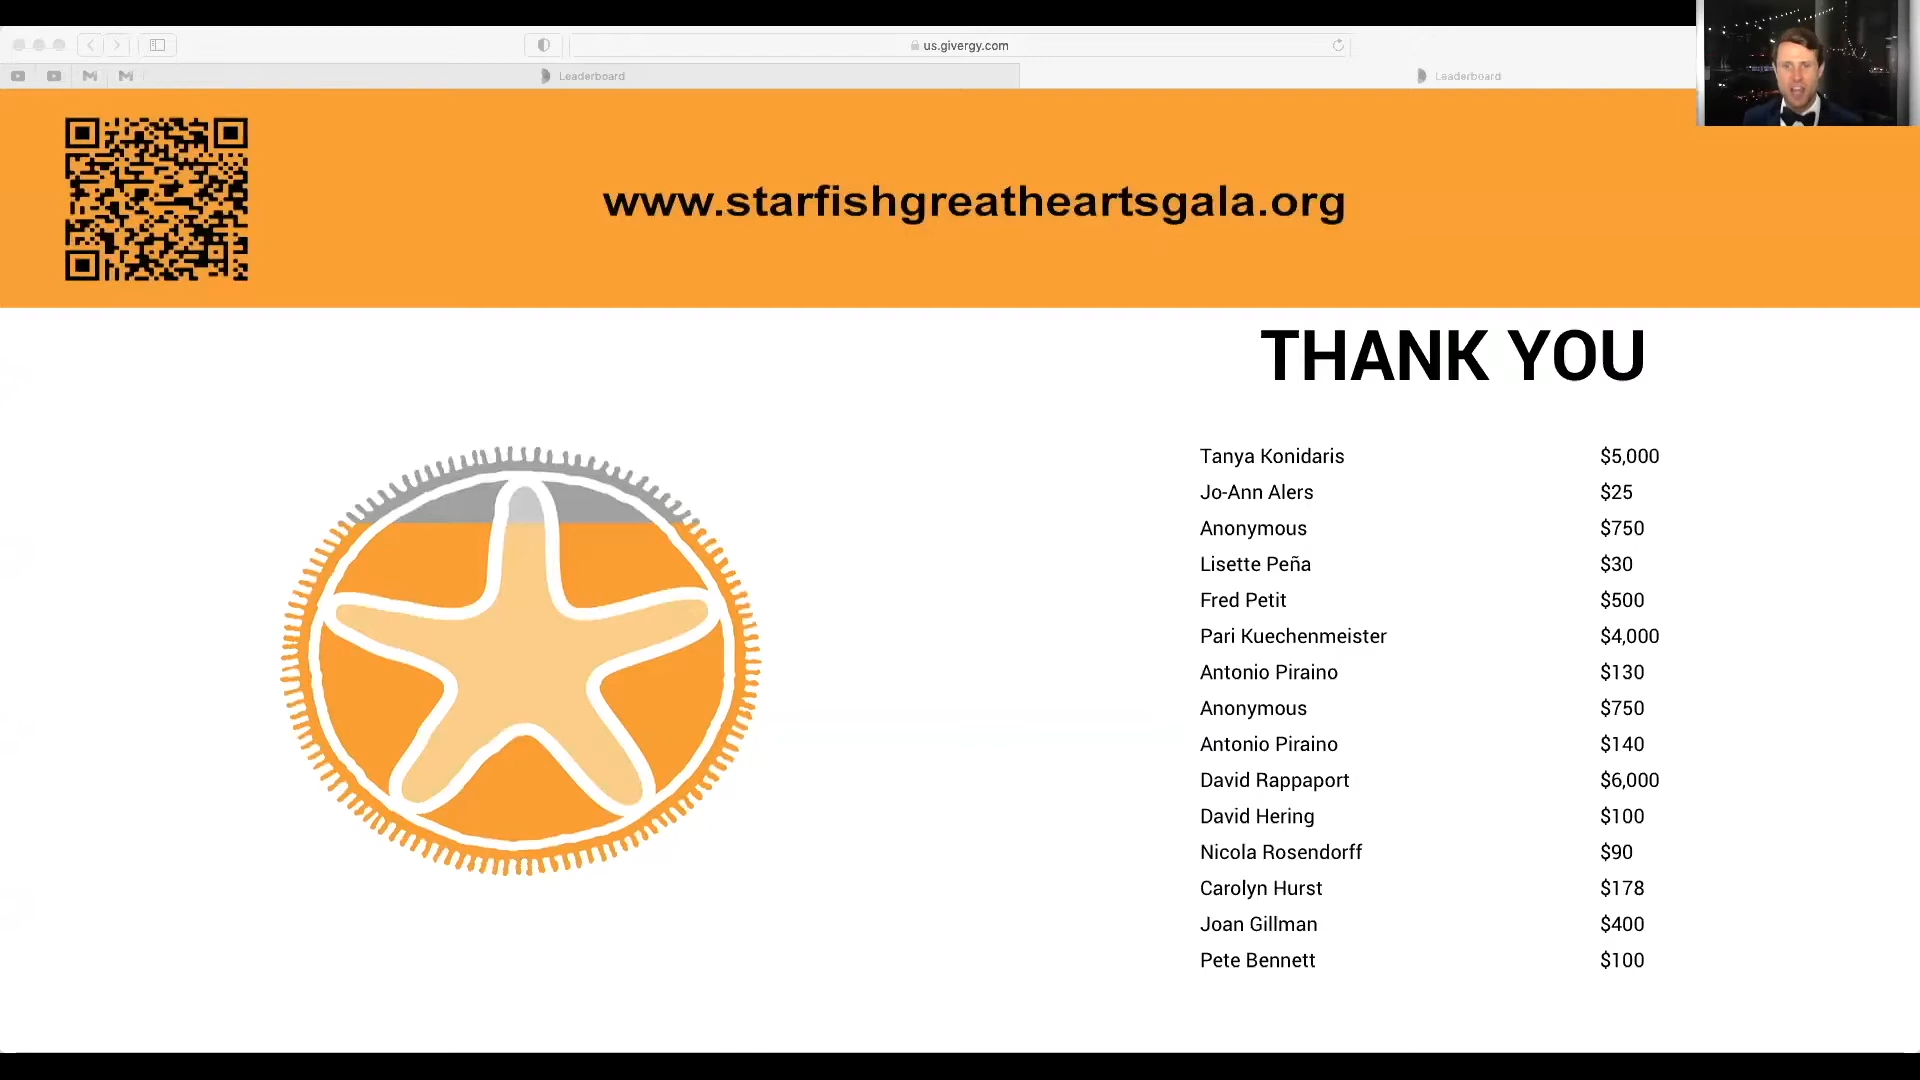 us.givergy.com
Leaderboard
Leaderboard
www.starfishgreatheartsgala.org
THANK YOU
Tanya Konidaris $5,000
Jo-Ann Alers $25
Anonymous $750
Lisette Peña $30
Fred Petit $500
Pari Kuechenmeister $4,000
Antonio Piraino $130
Anonymous $750
Antonio Piraino $140
David Rappaport $6,000
David Hering $100
Nicola Rosendorff $90
Carolyn Hurst $178
Joan Gillman $400
Pete Bennett $100